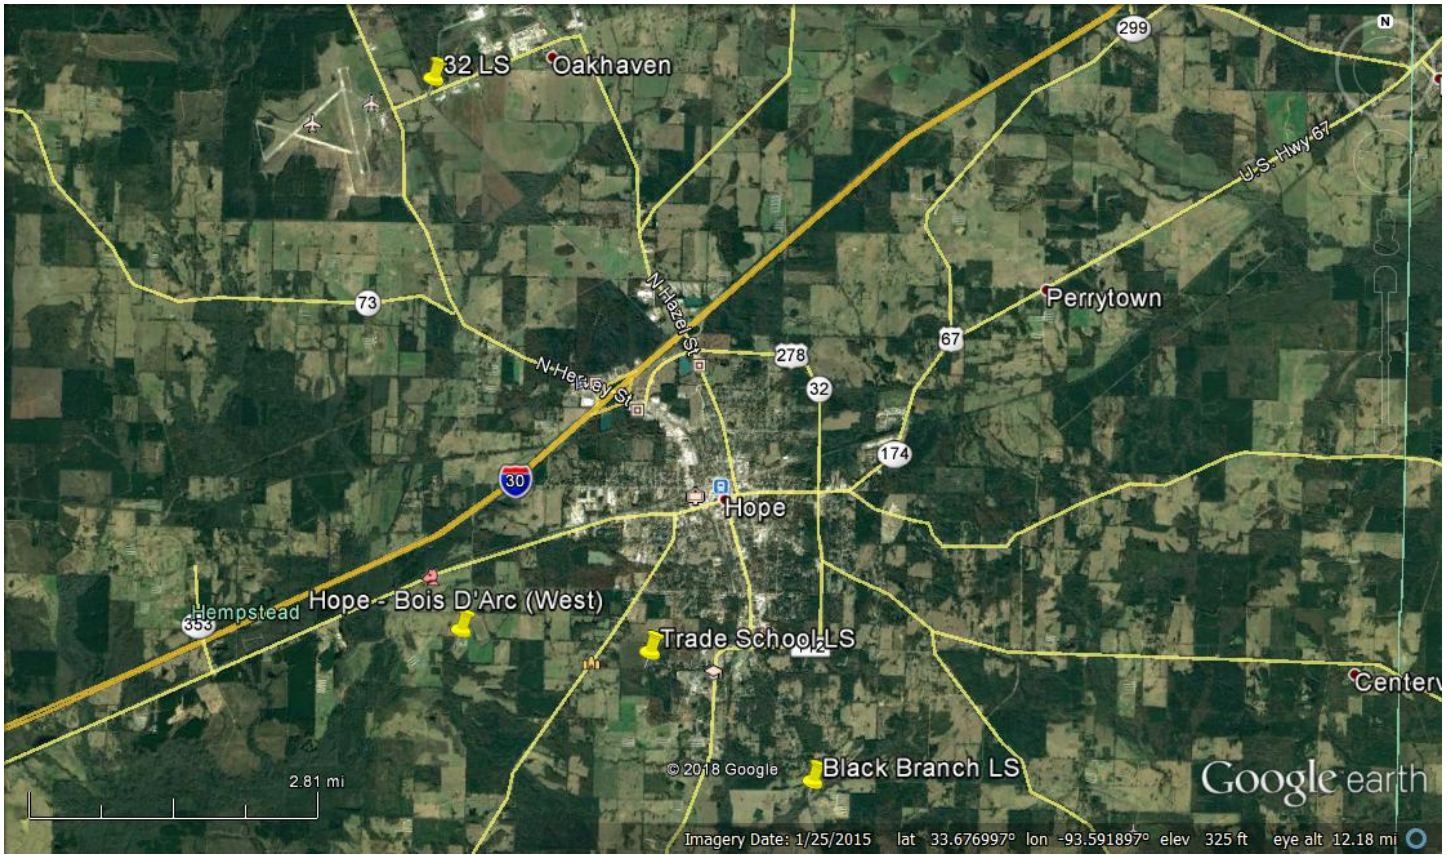 N
299
32 LS
Oakhaven
U.S. Hwy 67
73
N Hazel St
Perrytown
67
278
N Hervey St
32
174
30
Hope
Hempstead
353
Hope - Bois D'Arc (West)
Trade School LS
Centerv
2.81 mi
© 2018 Google
Black Branch LS
Google earth
Imagery Date: 1/25/2015 lat 33.676997° lon -93.591897° elev 325 ft eye alt 12.18 mi